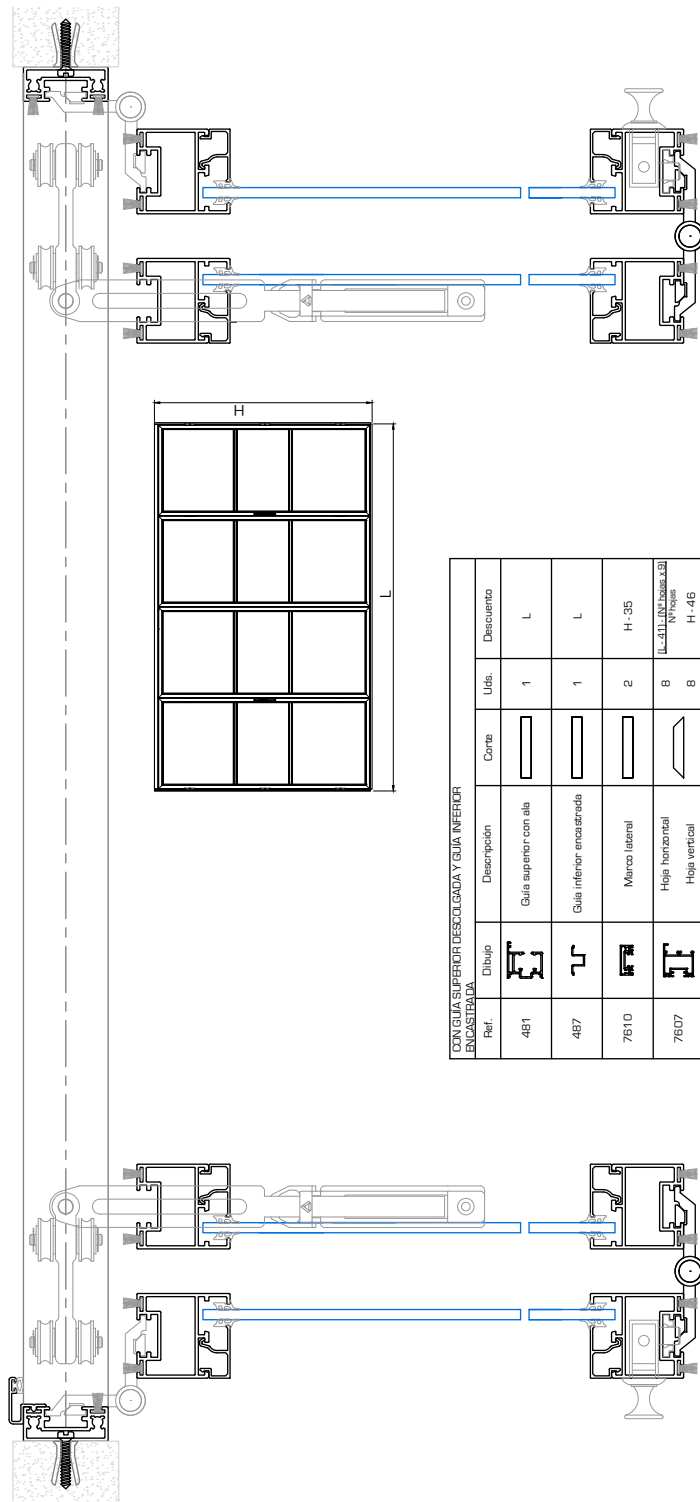 H
L
CON GUÍA SUPERIOR DESCOLGADA Y GUÍA INFERIOR
ENCASTRADA
Ref. Dibujo Descripción Corte Uds. Descuento
481 Guía superior con ala 1 L
487 Guía inferior encastrada 1 L
7610 Marco lateral 2 H - 35
7607 Hoja horizontal 8 (L - 41) - (Nº hojas x 9)
Nº hojas
Hoja vertical 8 H - 46